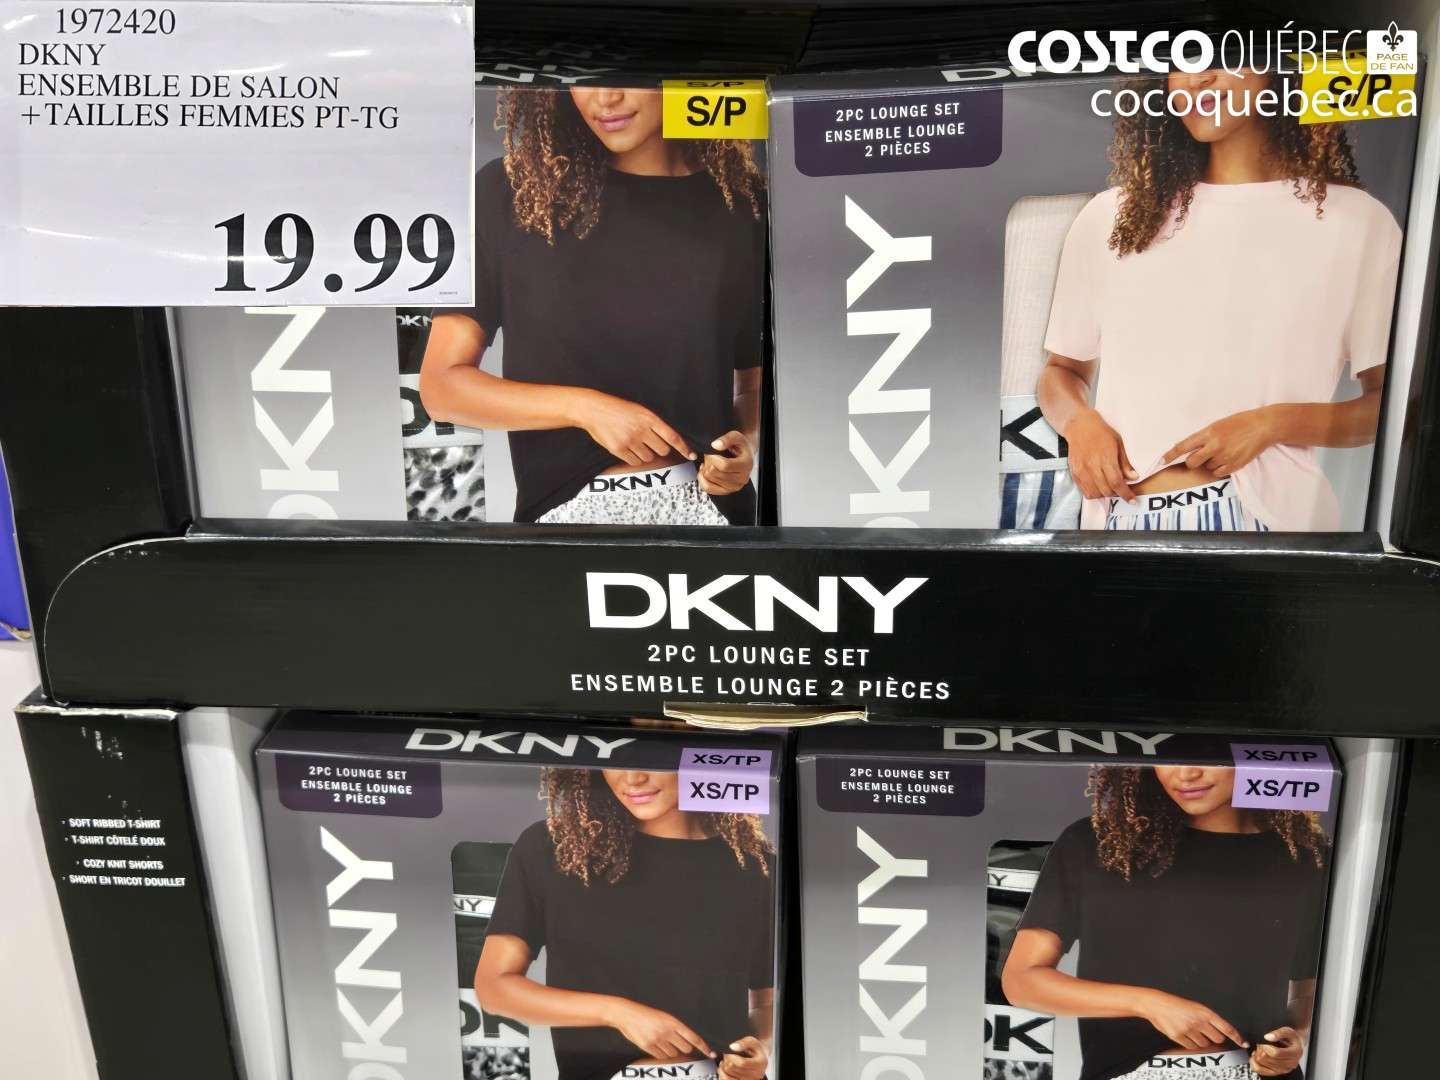 1972420
DKNY
ENSEMBLE DE SALON
+TAILLES FEMMES PT-TG
19.99
COSTCO QUÉBEC
PAGE
DE FAN
cocoquebec.ca
DKNY
S/P
S/P
DKNY
DKNY
DKNY
2PC LOUNGE SET
ENSEMBLE LOUNGE
2 PIÈCES
S/P
DKNY
DKNY
DKNY
2PC LOUNGE SET
ENSEMBLE LOUNGE 2 PIÈCES
• SOFT RIBBED T-SHIRT
• T-SHIRT CÔTELÉ DOUX
• COZY KNIT SHORTS
• SHORT EN TRICOT DOUILLET
DKNY
XS/TP
XS/TP
2PC LOUNGE SET
ENSEMBLE LOUNGE
2 PIÈCES
DKNY
DKNY
DKNY
XS/TP
XS/TP
2PC LOUNGE SET
ENSEMBLE LOUNGE
2 PIÈCES
DKNY
DKNY